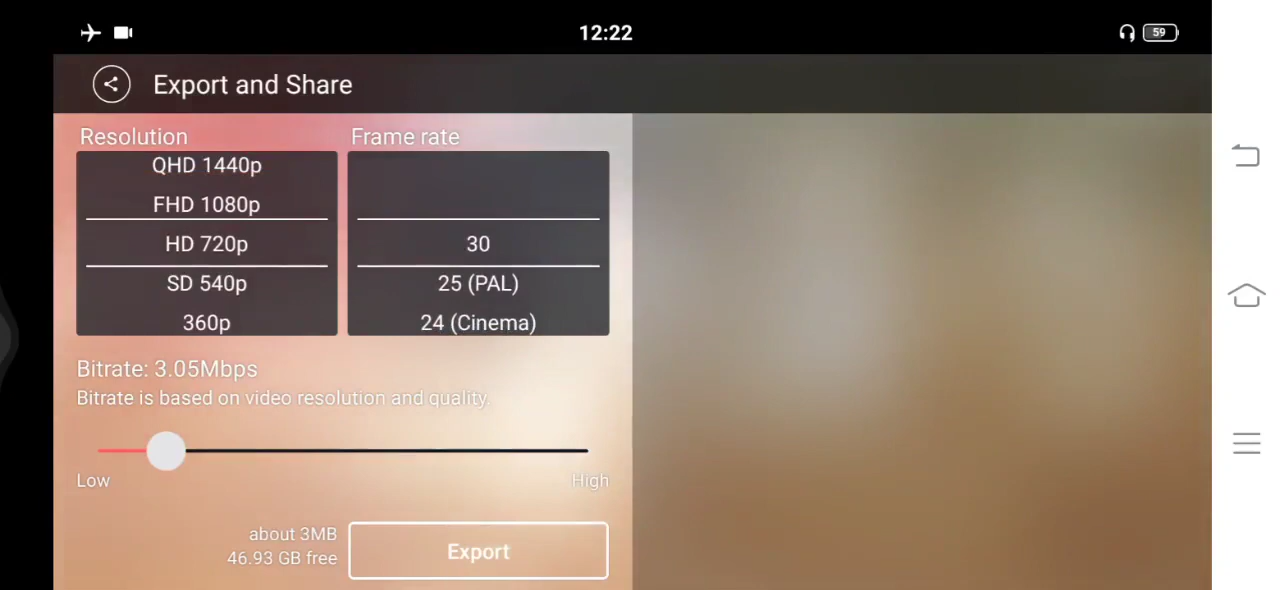 12:22
59
Export and Share
Resolution
Frame rate
QHD 1440p
FHD 1080p
HD 720p
SD 540p
360p
30
25 (PAL)
24 (Cinema)
Bitrate: 3.05Mbps
Bitrate is based on video resolution and quality.
Low
High
about 3MB
46.93 GB free
Export